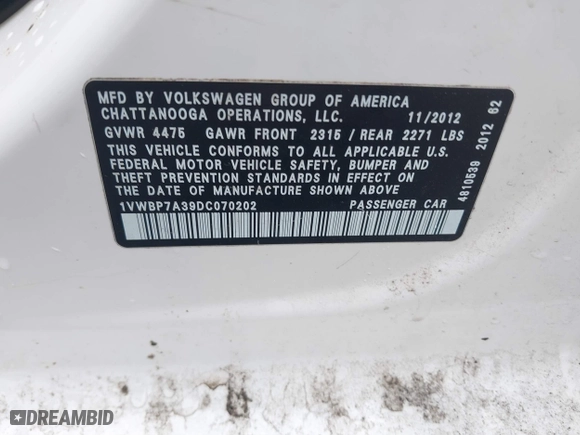 MFD BY VOLKSWAGEN GROUP OF AMERICA
CHATTANOOGA OPERATIONS, LLC. 11/2012
GVWR 4475 GAWR FRONT 2315 / REAR 2271 LBS
THIS VEHICLE CONFORMS TO ALL APPLICABLE U.S.
FEDERAL MOTOR VEHICLE SAFETY, BUMPER AND
THEFT PREVENTION STANDARDS IN EFFECT ON
THE DATE OF MANUFACTURE SHOWN ABOVE
1VWBP7A39DC070202 PASSENGER CAR
4810539 2012 62
DREAMBID